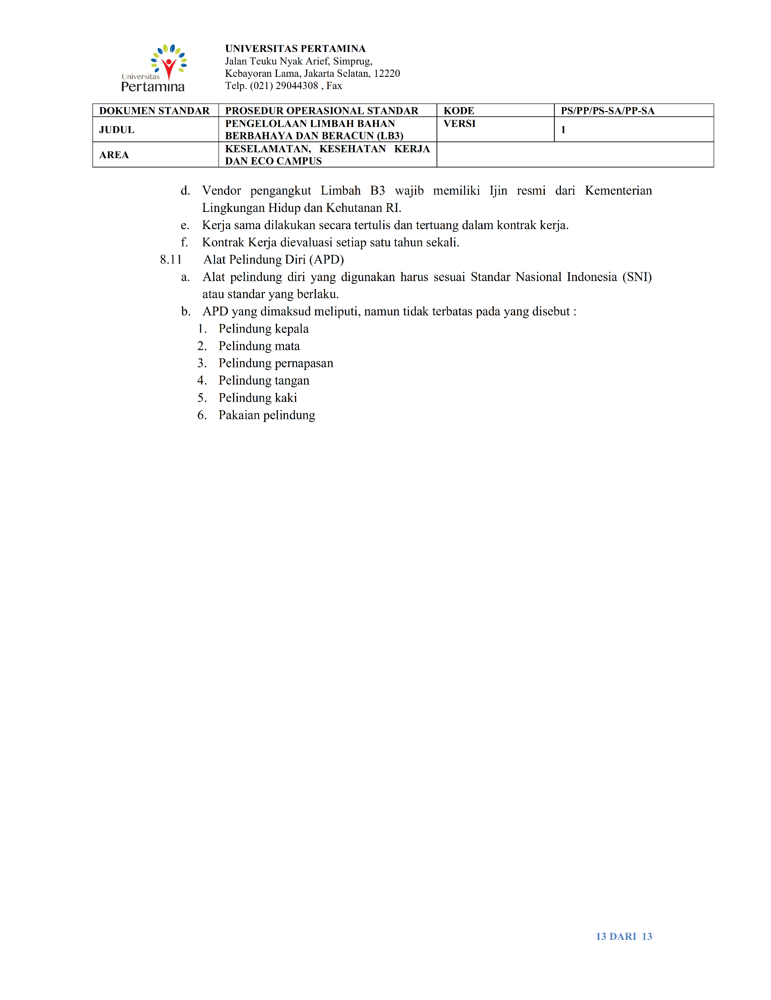 Universitas
Pertamina
UNIVERSITAS PERTAMINA
Jalan Teuku Nyak Arief, Simprug,
Kebayoran Lama, Jakarta Selatan, 12220
Telp. (021) 29044308 , Fax
DOKUMEN STANDAR PROSEDUR OPERASIONAL STANDAR KODE PS/PP/PS-SA/PP-SA
JUDUL PENGELOLAAN LIMBAH BAHAN VERSI 1
BERBAHAYA DAN BERACUN (LB3)
AREA KESELAMATAN, KESEHATAN KERJA
DAN ECO CAMPUS
d. Vendor pengangkut Limbah B3 wajib memiliki Ijin resmi dari Kementerian
Lingkungan Hidup dan Kehutanan RI.
e. Kerja sama dilakukan secara tertulis dan tertuang dalam kontrak kerja.
f. Kontrak Kerja dievaluasi setiap satu tahun sekali.
8.11 Alat Pelindung Diri (APD)
a. Alat pelindung diri yang digunakan harus sesuai Standar Nasional Indonesia (SNI)
atau standar yang berlaku.
b. APD yang dimaksud meliputi, namun tidak terbatas pada yang disebut :
1. Pelindung kepala
2. Pelindung mata
3. Pelindung pernapasan
4. Pelindung tangan
5. Pelindung kaki
6. Pakaian pelindung
13 DARI 13